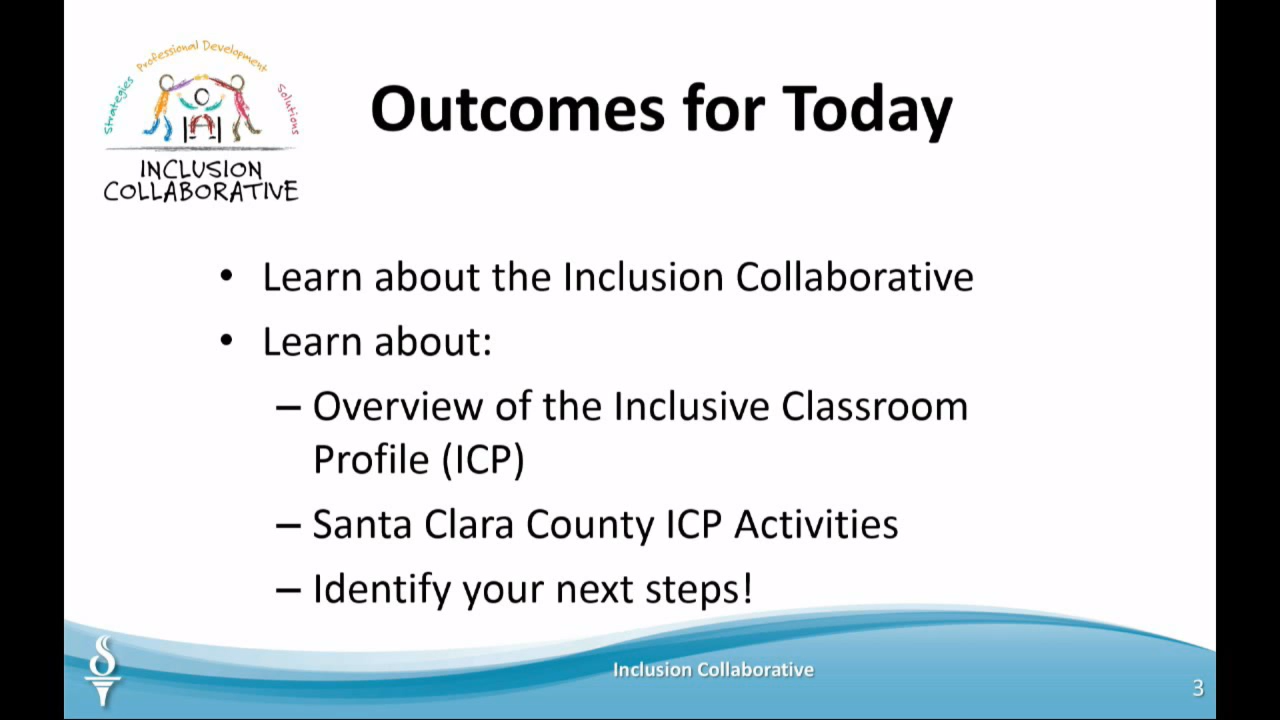 Strategies Professional Development Solutions
INCLUSION
COLLABORATIVE
Outcomes for Today
• Learn about the Inclusion Collaborative
• Learn about:
– Overview of the Inclusive Classroom
Profile (ICP)
– Santa Clara County ICP Activities
– Identify your next steps!
Inclusion Collaborative
3